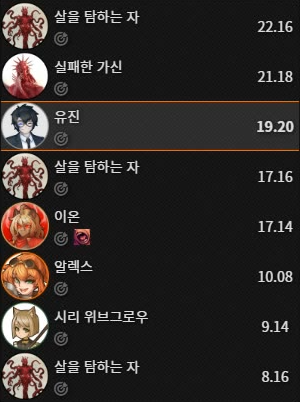 살을 탐하는 자
22.16
실패한 가신
21.18
유진
19.20
살을 탐하는 자
17.16
이온
17.14
알렉스
10.08
시리 위브그로우
9.14
살을 탐하는 자
8.16